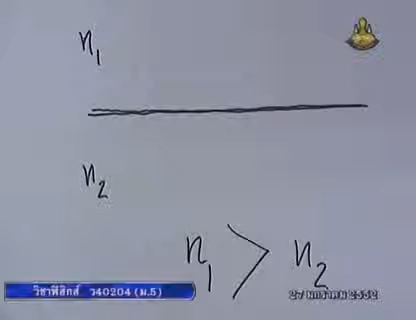 n₁
n₂
n₁ > n₂
วิชาฟิสิกส์ ว40204 (ม.5)
27 มกราคม 2552